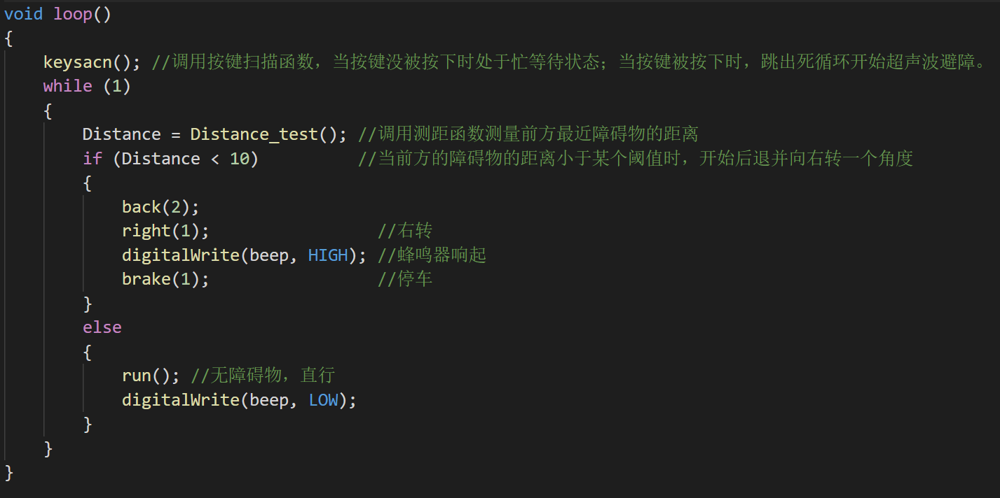 void loop()
{
    keysacn(); //调用按键扫描函数，当按键没被按下时处于忙等待状态；当按键被按下时，跳出死循环开始超声波避障。
    while (1)
    {
        Distance = Distance_test(); //调用测距函数测量前方最近障碍物的距离
        if (Distance < 10)          //当前方的障碍物的距离小于某个阈值时，开始后退并向右转一个角度
        {
            back(2);
            right(1);                 //右转
            digitalWrite(beep, HIGH); //蜂鸣器响起
            brake(1);                 //停车
        }
        else
        {
            run(); //无障碍物，直行
            digitalWrite(beep, LOW);
        }
    }
}